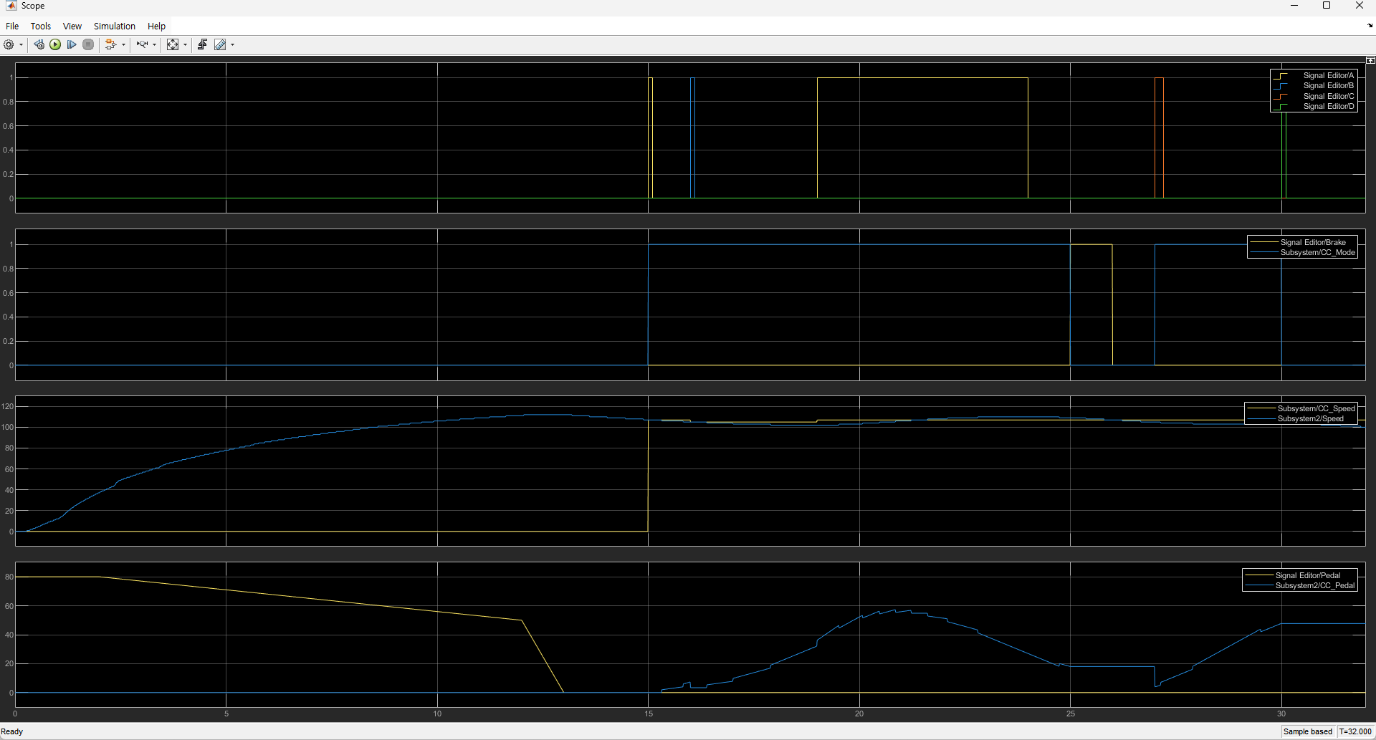 Scope
File Tools View Simulation Help
1
0.8
0.6
0.4
0.2
0
Signal Editor/A
Signal Editor/B
Signal Editor/C
Signal Editor/D
1
0.8
0.6
0.4
0.2
0
Signal Editor/Brake
Subsystem/CC_Mode
120
100
80
60
40
20
0
Subsystem/CC_Speed
Subsystem2/Speed
80
60
40
20
0
Signal Editor/Pedal
Subsystem2/CC_Pedal
0 5 10 15 20 25 30
Ready Sample based T=32.000